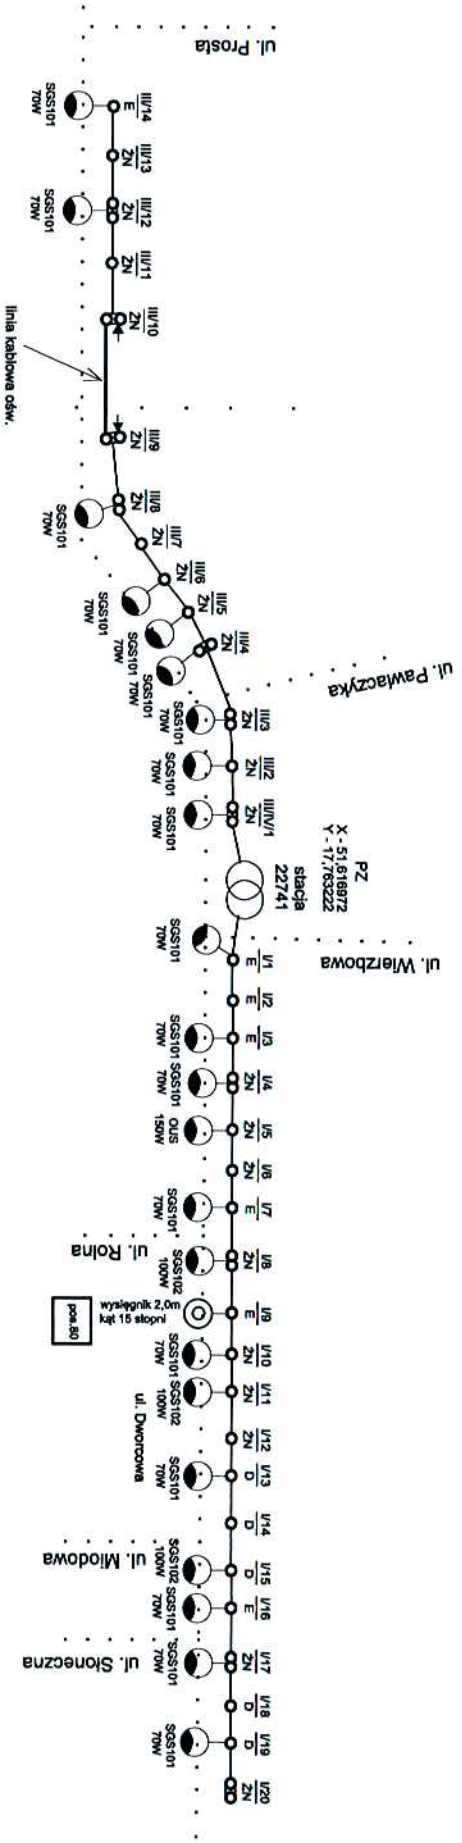 ul. Prosta
III/14
E
SGS101
70W
III/13
ŻN
III/12
ŻN
SGS101
70W
III/11
ŻN
III/10
ŻN
linia kablowa ośw.
III/9
ŻN
III/8
ŻN
SGS101
70W
III/7
ŻN
III/6
ŻN
SGS101
70W
III/5
ŻN
SGS101
70W
III/4
ŻN
SGS101
70W
ul. Pawłaczyka
III/3
ŻN
SGS101
70W
III/2
ŻN
SGS101
70W
III/IV/1
ŻN
SGS101
70W
PZ
X - 51,616972
Y - 17,763222
stacja
22741
ul. Wierzbowa
I/1
E
SGS101
70W
I/2
E
I/3
E
SGS101
70W
I/4
ŻN
SGS101
70W
I/5
ŻN
OUS
150W
I/6
ŻN
I/7
E
SGS101
70W
ul. Rolna
I/8
ŻN
SGS102
100W
I/9
E
wysięgnik 2,0m
kąt 15 stopni
pos.60
I/10
ŻN
SGS101
70W
I/11
ŻN
SGS102
100W
ul. Dworcowa
I/12
ŻN
I/13
D
SGS101
70W
I/14
D
ul. Miodowa
I/15
D
SGS102
100W
I/16
E
SGS101
70W
ul. Słoneczna
I/17
ŻN
SGS101
70W
I/18
D
I/19
D
SGS101
70W
I/20
ŻN